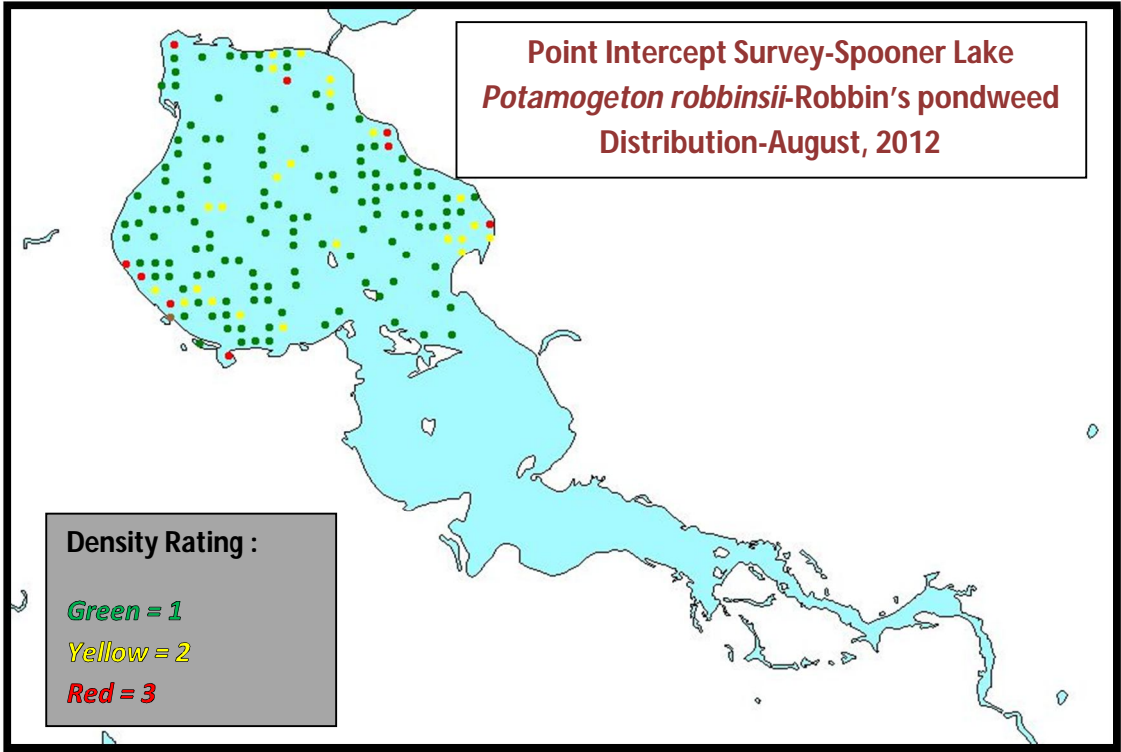 Point Intercept Survey-Spooner Lake
Potamogeton robbinsii-Robbin's pondweed
Distribution-August, 2012
Density Rating :
Green = 1
Yellow = 2
Red = 3